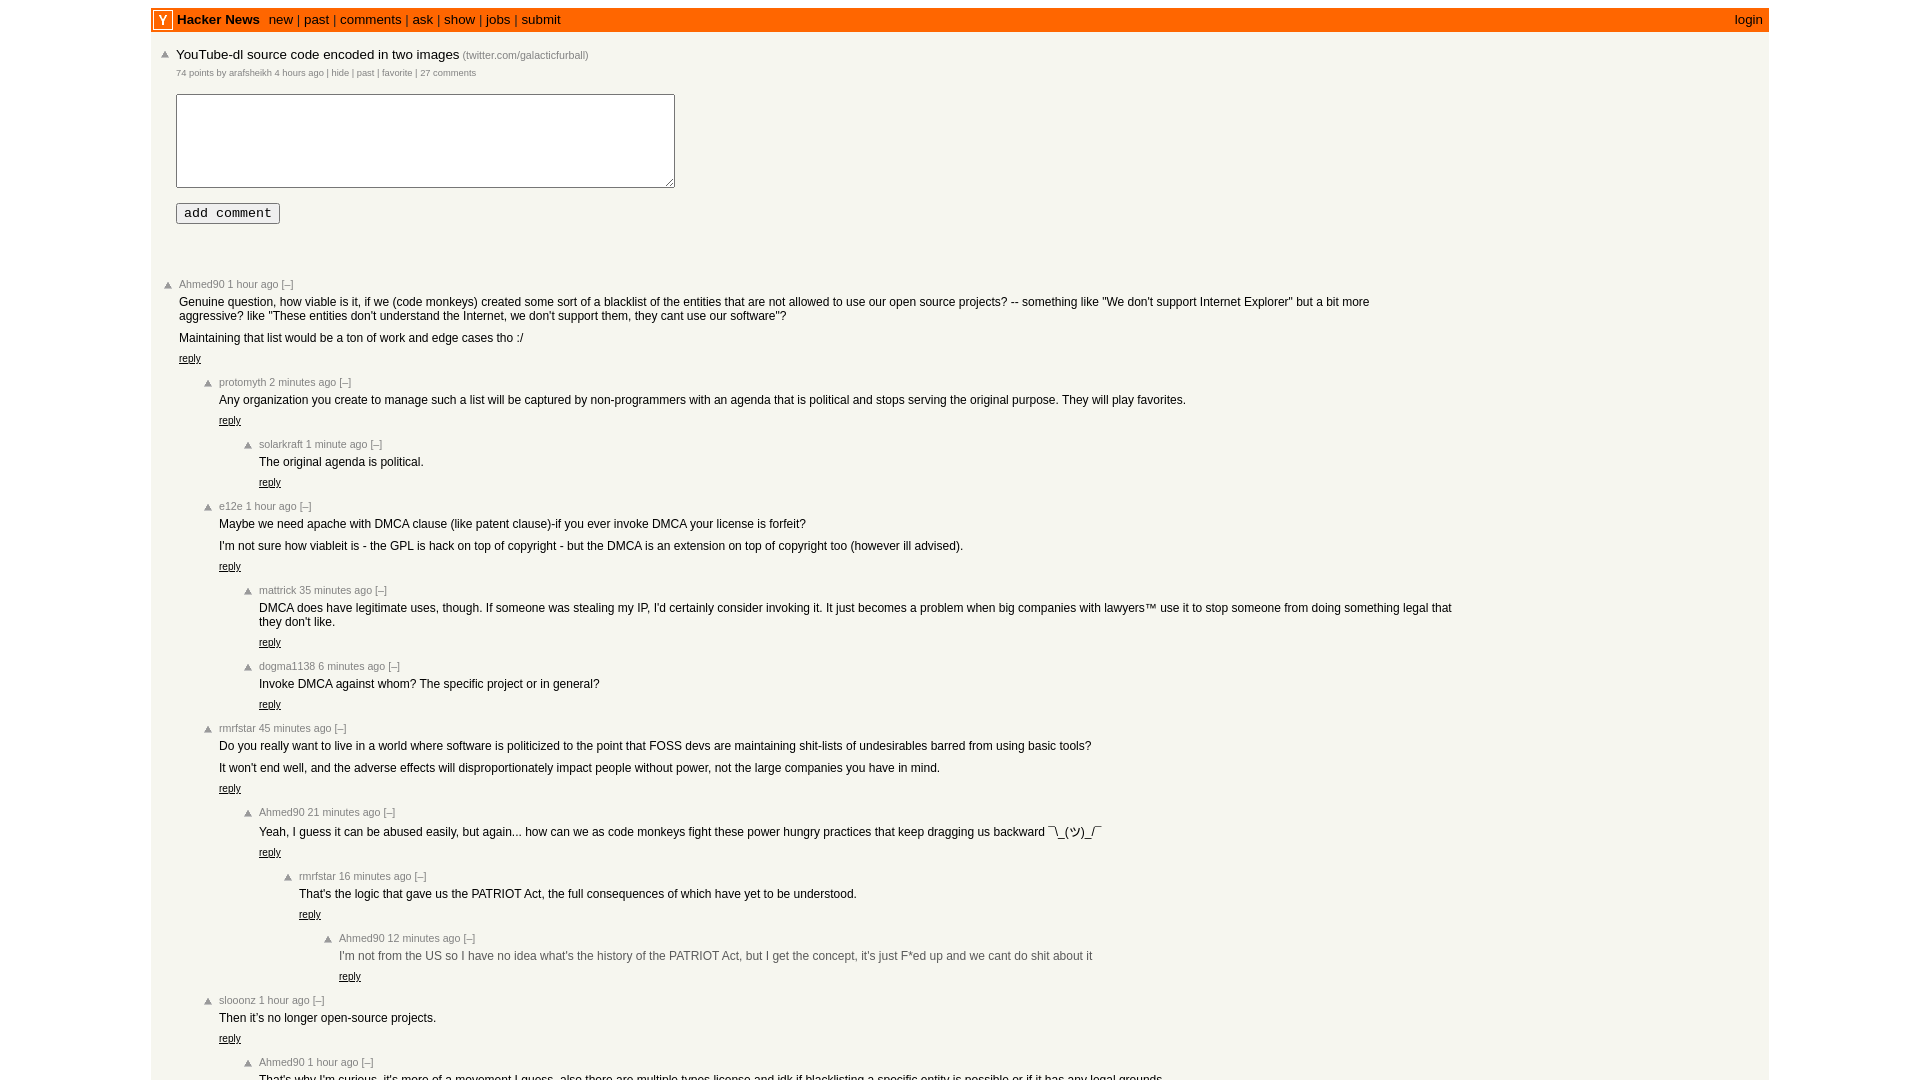 Y Hacker News new | past | comments | ask | show | jobs | submit login
YouTube-dl source code encoded in two images (twitter.com/galacticfurball)
74 points by arafsheikh 4 hours ago | hide | past | favorite | 27 comments
add comment
Ahmed90 1 hour ago [–]
Genuine question, how viable is it, if we (code monkeys) created some sort of a blacklist of the entities that are not allowed to use our open source projects? -- something like "We don't support Internet Explorer" but a bit more
aggressive? like "These entities don't understand the Internet, we don't support them, they cant use our software"?
Maintaining that list would be a ton of work and edge cases tho :/
reply
protomyth 2 minutes ago [–]
Any organization you create to manage such a list will be captured by non-programmers with an agenda that is political and stops serving the original purpose. They will play favorites.
reply
solarkraft 1 minute ago [–]
The original agenda is political.
reply
e12e 1 hour ago [–]
Maybe we need apache with DMCA clause (like patent clause)-if you ever invoke DMCA your license is forfeit?
I'm not sure how viableit is - the GPL is hack on top of copyright - but the DMCA is an extension on top of copyright too (however ill advised).
reply
mattrick 35 minutes ago [–]
DMCA does have legitimate uses, though. If someone was stealing my IP, I'd certainly consider invoking it. It just becomes a problem when big companies with lawyers™ use it to stop someone from doing something legal that
they don't like.
reply
dogma1138 6 minutes ago [–]
Invoke DMCA against whom? The specific project or in general?
reply
rmrfstar 45 minutes ago [–]
Do you really want to live in a world where software is politicized to the point that FOSS devs are maintaining shit-lists of undesirables barred from using basic tools?
It won't end well, and the adverse effects will disproportionately impact people without power, not the large companies you have in mind.
reply
Ahmed90 21 minutes ago [–]
Yeah, I guess it can be abused easily, but again... how can we as code monkeys fight these power hungry practices that keep dragging us backward ¯\_(ツ)_/¯
reply
rmrfstar 16 minutes ago [–]
That's the logic that gave us the PATRIOT Act, the full consequences of which have yet to be understood.
reply
Ahmed90 12 minutes ago [–]
I'm not from the US so I have no idea what's the history of the PATRIOT Act, but I get the concept, it's just F*ed up and we cant do shit about it
reply
slooonz 1 hour ago [–]
Then it’s no longer open-source projects.
reply
Ahmed90 1 hour ago [–]
That's why I'm curious, it's more of a movement I guess, also there are multiple types license and idk if blacklisting a specific entity is possible or if it has any legal grounds